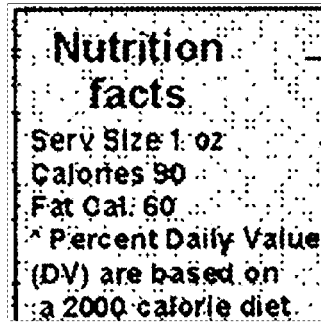 Nutrition
facts
Serv Size 1 oz
Calories 90
Fat Cal. 60
* Percent Daily Value
(DV) are based on
a 2000 calorie diet.